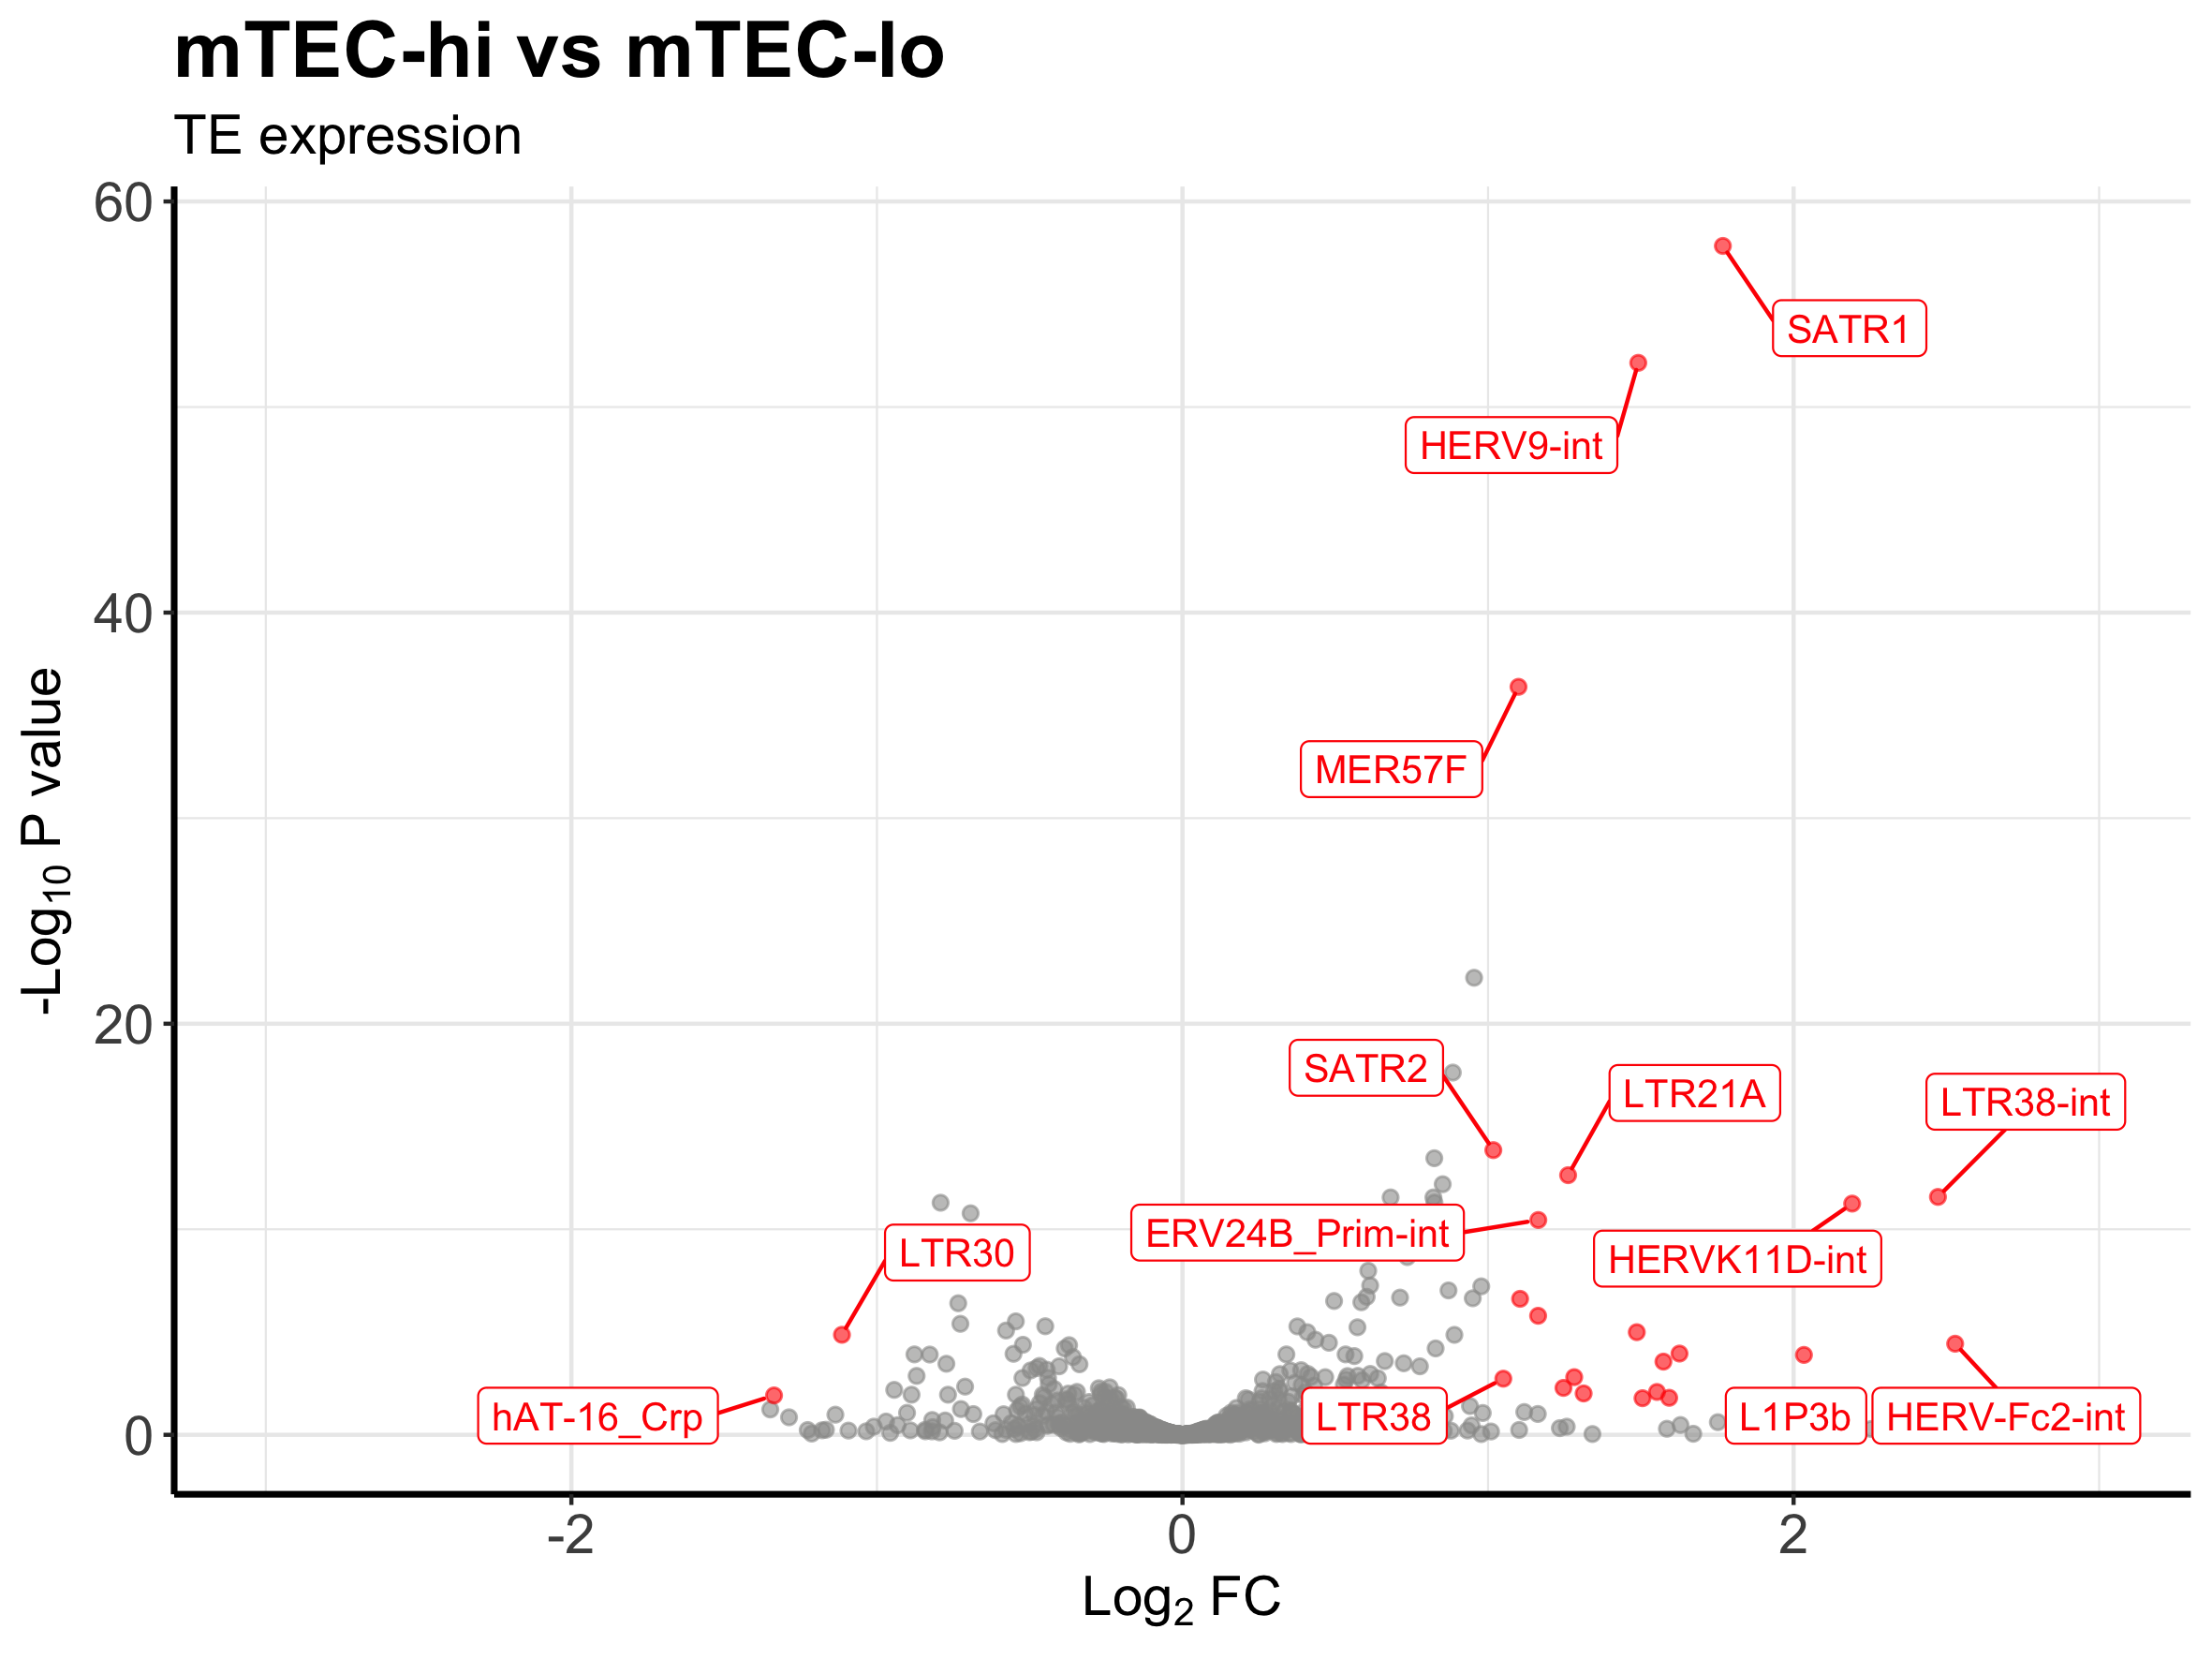 mTEC-hi vs mTEC-lo
TE expression
60
40
20
0
-Log10 P value
SATR1
HERV9-int
MER57F
SATR2
LTR21A
LTR38-int
ERV24B_Prim-int
HERVK11D-int
LTR30
hAT-16_Crp
LTR38
L1P3b
HERV-Fc2-int
-2
0
2
Log2 FC